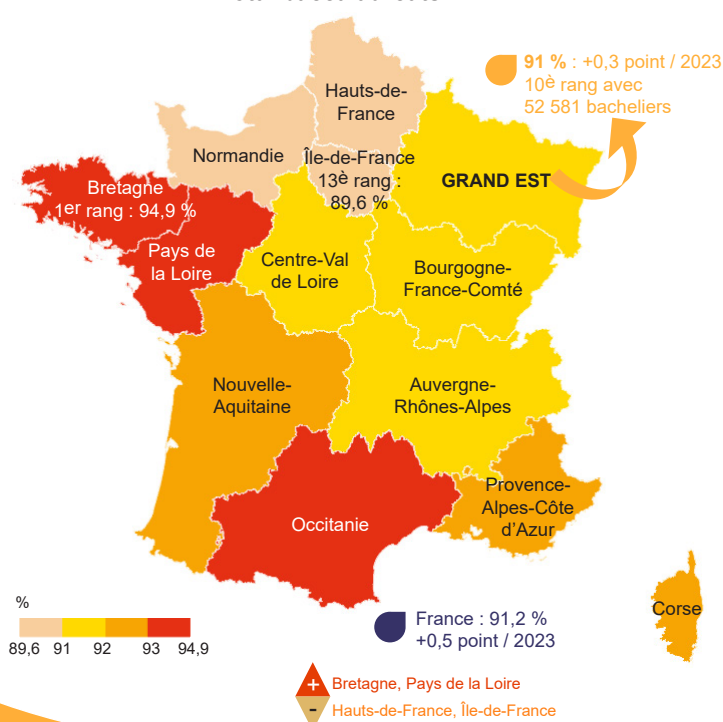 91 % : +0,3 point / 2023
10è rang avec
52 581 bacheliers
Hauts-de-
France
Normandie
Île-de-France
13è rang :
89,6 %
GRAND EST
Bretagne
1er rang : 94,9 %
Pays de
la Loire
Centre-Val
de Loire
Bourgogne-
France-Comté
Nouvelle-
Aquitaine
Auvergne-
Rhônes-Alpes
Provence-
Alpes-Côte
d'Azur
Occitanie
Corse
%
89,6 91 92 93 94,9
France : 91,2 %
+0,5 point / 2023
+ Bretagne, Pays de la Loire
- Hauts-de-France, Île-de-France